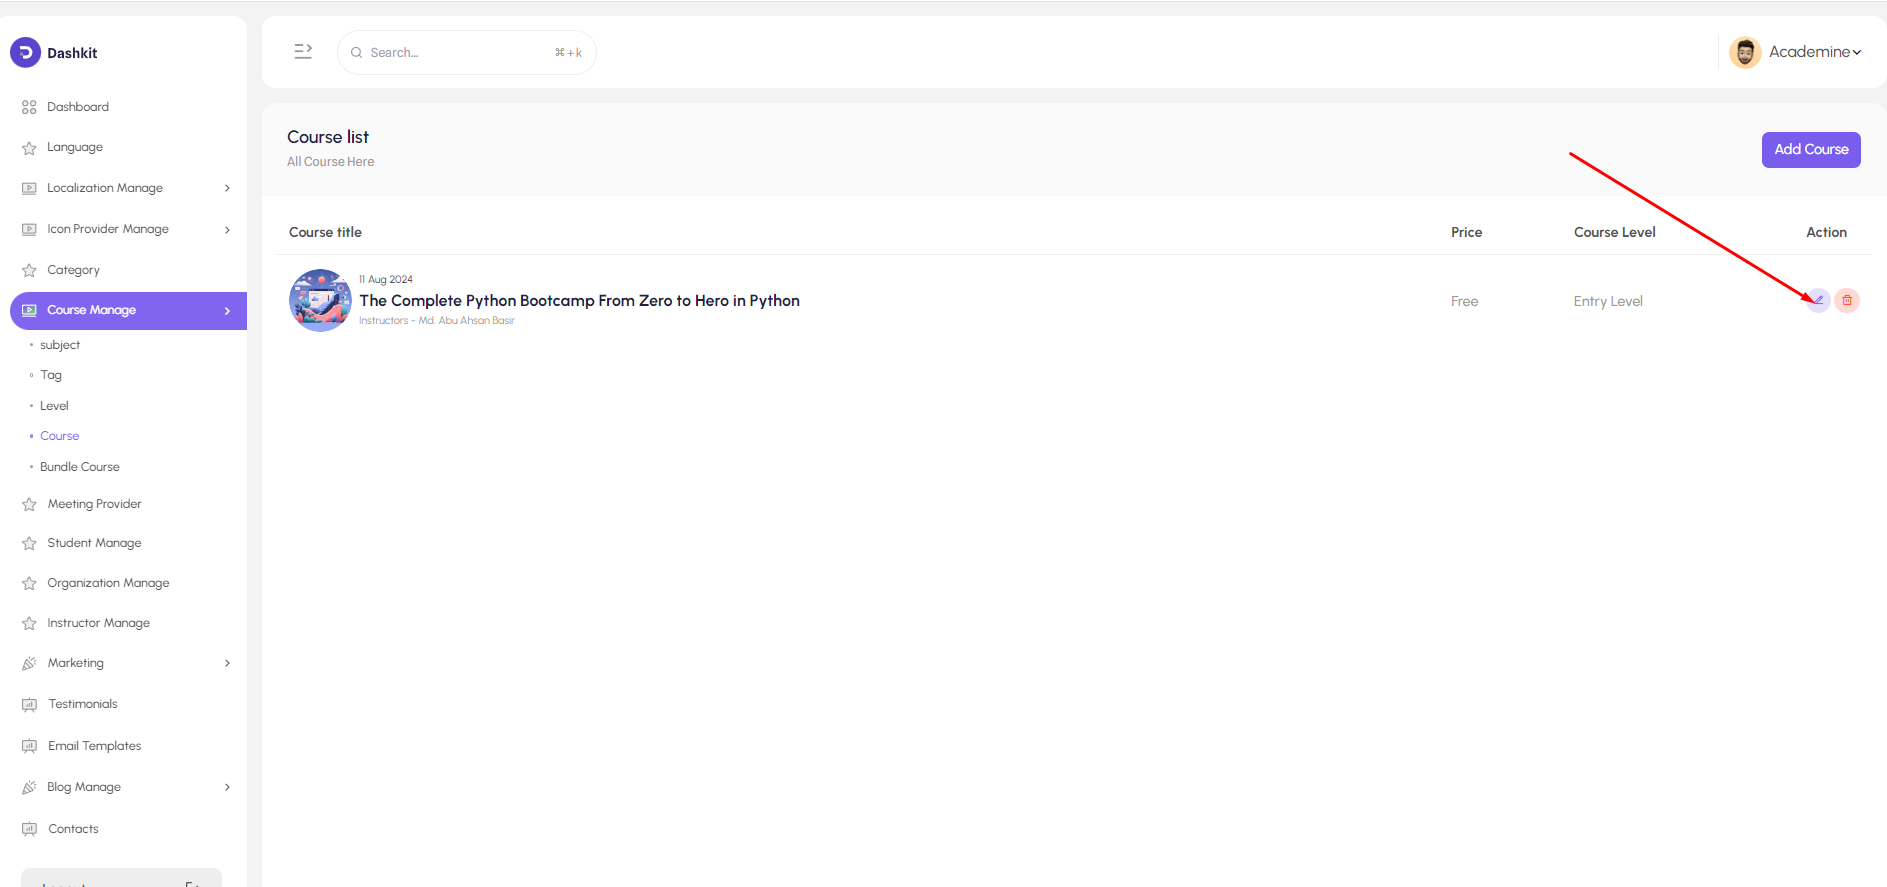 Dashkit
Search...
⌘ + k
Academine
Dashboard
Language
Localization Manage
Icon Provider Manage
Category
Course Manage
subject
Tag
Level
Course
Bundle Course
Meeting Provider
Student Manage
Organization Manage
Instructor Manage
Marketing
Testimonials
Email Templates
Blog Manage
Contacts
Course list
All Course Here
Add Course
Course title
Price
Course Level
Action
11 Aug 2024
The Complete Python Bootcamp From Zero to Hero in Python
Instructors - Md. Abu Ahsan Basir
Free
Entry Level